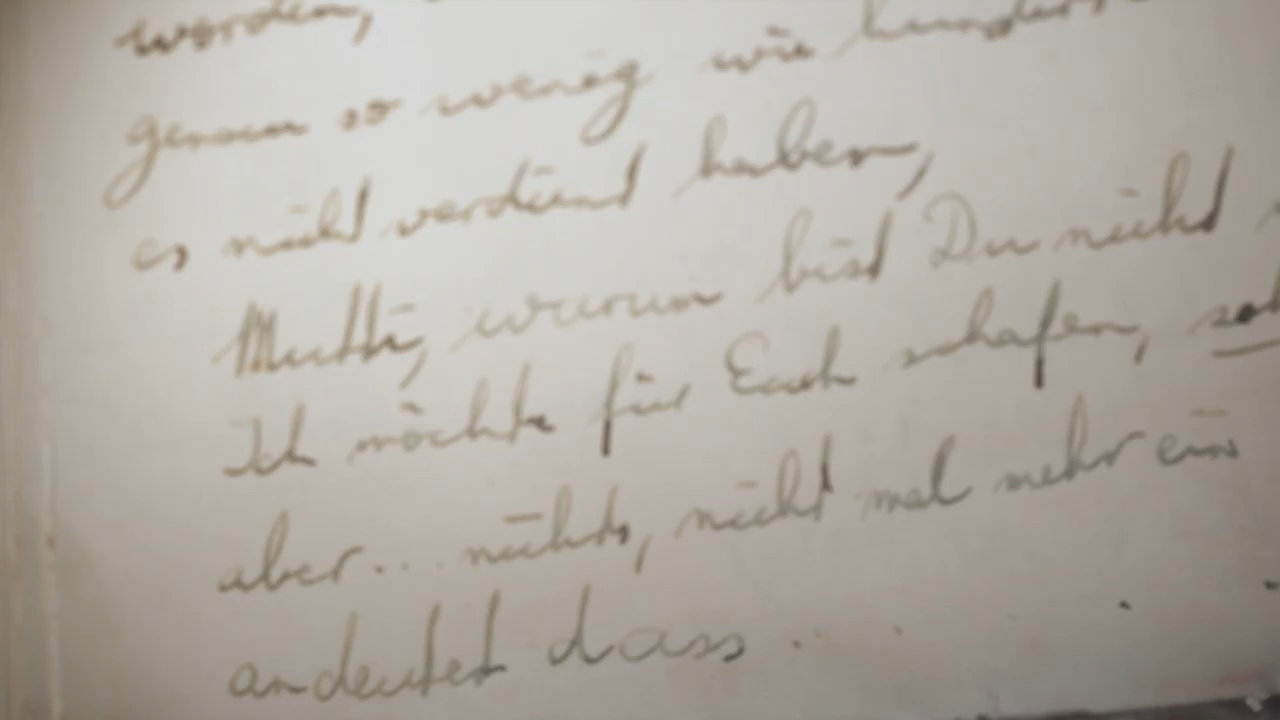 worden,
genau so wenig wie hundert
es nicht verdient haben,
Mutti, warum bist Du nicht
Ich möchte für Euch schafen,
aber... nichts, nicht mal mehr ein
andeutet dass...